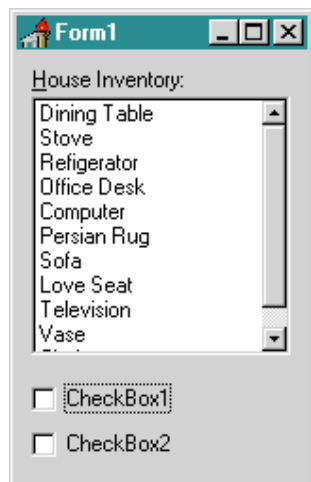 Form1
House Inventory:
Dining Table
Stove
Refigerator
Office Desk
Computer
Persian Rug
Sofa
Love Seat
Television
Vase
CheckBox1
CheckBox2